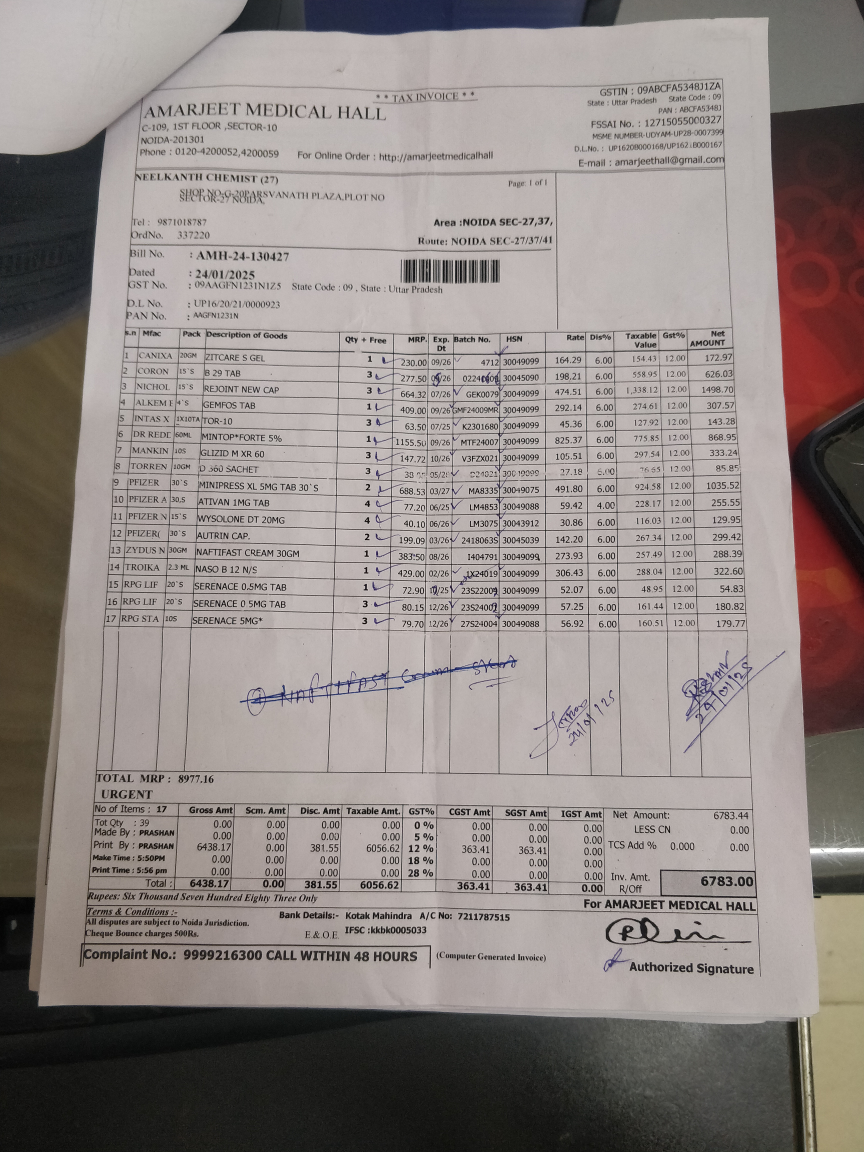 * * TAX INVOICE * *
AMARJEET MEDICAL HALL
C-109, 1ST FLOOR ,SECTOR-10
NOIDA-201301
Phone : 0120-4200052,4200059 For Online Order : http://amarjeetmedicalhall
GSTIN : 09ABCFA5348J1ZA
State : Uttar Pradesh State Code : 09
PAN : ABCFA5348J
FSSAI No. : 12715055000327
MSME NUMBER-UDYAM-UP28-0007399
D.L.No. :
E-mail : amarjeethall@gmail.com
NEELKANTH CHEMIST (27)
Page: 1 of 1
SHOP NO-G-20PARSVANATH PLAZA,PLOT NO
SECTOR-27 NOIDA,
Tel : 9871018787
OrdNo. 337220
Area :NOIDA SEC-27,37,
Route: NOIDA SEC-27/37/41
Bill No. : AMH-24-130427
Dated : 24/01/2025
GST No. : 09AAGFN1231N1Z5 State Code : 09 , State : Uttar Pradesh
D.L No. : UP16/20/21/0000923
PAN No. : AAGFN1231N
s.n Mfac Pack Description of Goods Qty + Free MRP. Exp. Dt Batch No. HSN Rate Dis% Taxable Value Gst% Net AMOUNT
1 CANIXA 20GM ZITCARE S GEL 1 230.00 09/26 4712 30049099 164.29 6.00 154.43 12.00 172.97
2 CORON 15`S B 29 TAB 3 277.50 30045090 198.21 6.00 558.95 12.00 626.03
3 NICHOL 15`S REJOINT NEW CAP 3 664.32 07/26 GEK0079 30049099 474.51 6.00 1,338.12 12.00 1498.70
4 ALKEM 4`S GEMFOS TAB 1 409.00 09/26 GMF24009MR 30049099 292.14 6.00 274.61 12.00 307.57
5 INTAS X 1X10TA TOR-10 3 63.50 07/25 K2301680 30049099 45.36 6.00 127.92 12.00 143.28
6 DR REDD 60ML MINTOP*FORTE 5% 1 1155.50 09/26 MTF24007 30049099 825.37 6.00 775.85 12.00 868.95
7 MANKIN 10S GLIZID M XR 60 3 147.72 10/26 V3FZX021 30049099 105.51 6.00 297.54 12.00 333.24
8 TORREN 10GM D 360 SACHET 3 30049099 27.18 6.00 76.65 12.00 85.85
9 PFIZER 30`S MINIPRESS XL 5MG TAB 30`S 2 688.53 03/27 MA8335 30049075 491.80 6.00 924.58 12.00 1035.52
10 PFIZER A 30,S ATIVAN 1MG TAB 4 77.20 06/25 LM4853 30049088 59.42 4.00 228.17 12.00 255.55
11 PFIZER N 15`S WYSOLONE DT 20MG 4 40.10 06/26 LM3075 30043912 30.86 6.00 116.03 12.00 129.95
12 PFIZER( 30`S AUTRIN CAP. 2 199.09 03/26 24180635 30045039 142.20 6.00 267.34 12.00 299.42
13 ZYDUS N 30GM NAFTIFAST CREAM 30GM 1 383.50 08/26 I404791 30049099 273.93 6.00 257.49 12.00 288.39
14 TROIKA 2.3 ML NASO B 12 N/S 1 429.00 02/26 30049099 306.43 6.00 288.04 12.00 322.60
15 RPG LIF 20`S SERENACE 0.5MG TAB 1 72.90 23S22009 30049099 52.07 6.00 48.95 12.00 54.83
16 RPG LIF 20`S SERENACE 0 5MG TAB 3 80.15 12/26 30049099 57.25 6.00 161.44 12.00 180.82
17 RPG STA 10S SERENACE 5MG* 3 79.70 12/26 27S24004 30049088 56.92 6.00 160.51 12.00 179.77
24/01/25
24/01/25
TOTAL MRP : 8977.16
URGENT
No of Items : 17 Gross Amt Scm. Amt Disc. Amt Taxable Amt. GST% CGST Amt SGST Amt IGST Amt Net Amount: 6783.44
Tot Qty : 39 0.00 0.00 0.00 0.00 0 % 0.00 0.00 0.00 LESS CN 0.00
Made By : PRASHAN 0.00 0.00 0.00 0.00 5 % 0.00 0.00 0.00
Print By : PRASHAN 6438.17 0.00 381.55 6056.62 12 % 363.41 363.41 0.00 TCS Add % 0.000 0.00
Make Time : 5:50PM 0.00 0.00 0.00 0.00 18 % 0.00 0.00 0.00
Print Time : 5:56 pm 0.00 0.00 0.00 0.00 28 % 0.00 0.00 0.00
Total : 6438.17 0.00 381.55 6056.62 363.41 363.41 0.00 Inv. Amt. R/Off 6783.00
Rupees: Six Thousand Seven Hundred Eighty Three Only
For AMARJEET MEDICAL HALL
Terms & Conditions :-
All disputes are subject to Noida Jurisdiction.
Cheque Bounce charges 500Rs.
Bank Details:- Kotak Mahindra A/C No: 7211787515
E.& O.E IFSC :kkbk0005033
Complaint No.: 9999216300 CALL WITHIN 48 HOURS (Computer Generated Invoice)
Authorized Signature